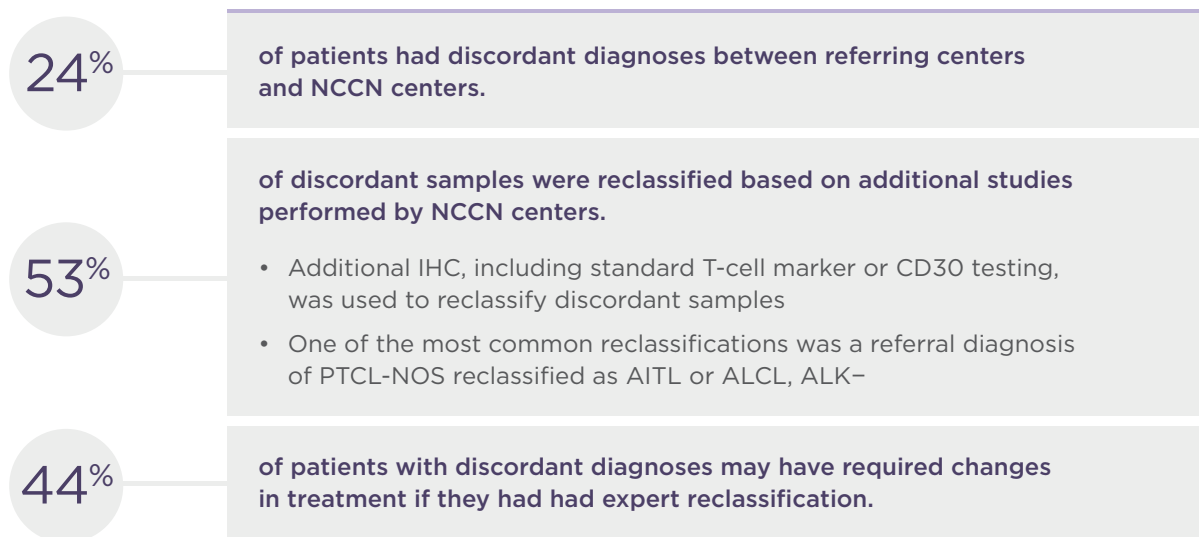 24%
of patients had discordant diagnoses between referring centers
and NCCN centers.
53%
of discordant samples were reclassified based on additional studies
performed by NCCN centers.
• Additional IHC, including standard T-cell marker or CD30 testing,
was used to reclassify discordant samples
• One of the most common reclassifications was a referral diagnosis
of PTCL-NOS reclassified as AITL or ALCL, ALK−
44%
of patients with discordant diagnoses may have required changes
in treatment if they had had expert reclassification.